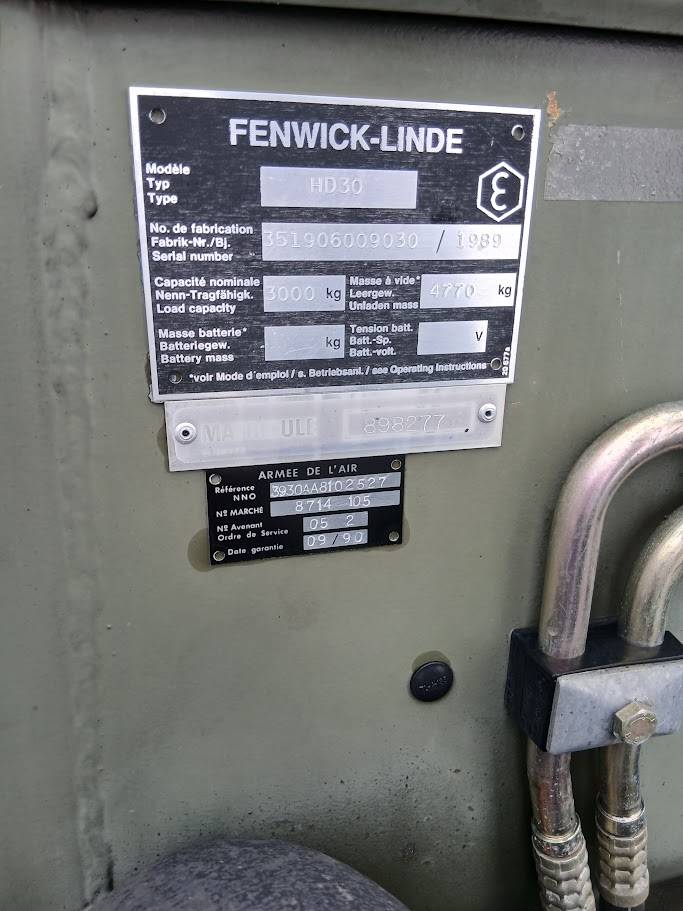 FENWICK-LINDE
Modèle
Typ
Type
HD30
No. de fabrication
Fabrik-Nr./Bj.
Serial number
351906009030 / 1989
Capacité nominale
Nenn-Tragfähigk.
Load capacity
3000 kg
Masse à vide*
Leergew.
Unladen mass
4770 kg
Masse batterie*
Batteriegew.
Battery mass
kg
Tension batt.
Batt.-Sp.
Batt.-volt.
V
*voir Mode d'emploi / s. Betriebsanl. / see Operating Instructions
898277
ARMEE DE L'AIR
Référence
NNO
3930AA8102527
Nº MARCHÉ
8714-105
Nº Avenant
Ordre de Service
05 2
Date garantie
09/90